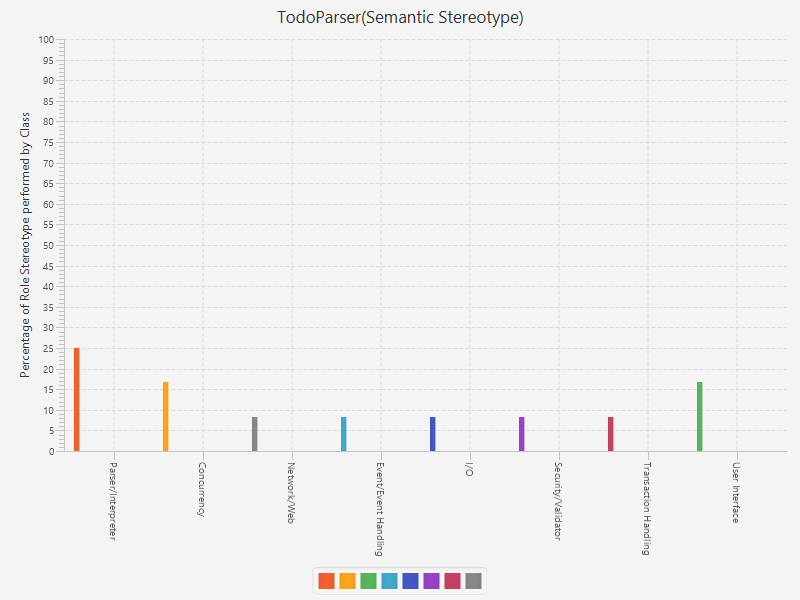 TodoParser(Semantic Stereotype)
Percentage of Role Stereotype performed by Class
100
95
90
85
80
75
70
65
60
55
50
45
40
35
30
25
20
15
10
5
0
Parser/Interpreter
Concurrency
Network/Web
Event/Event Handling
I/O
Security/Validator
Transaction Handling
User Interface